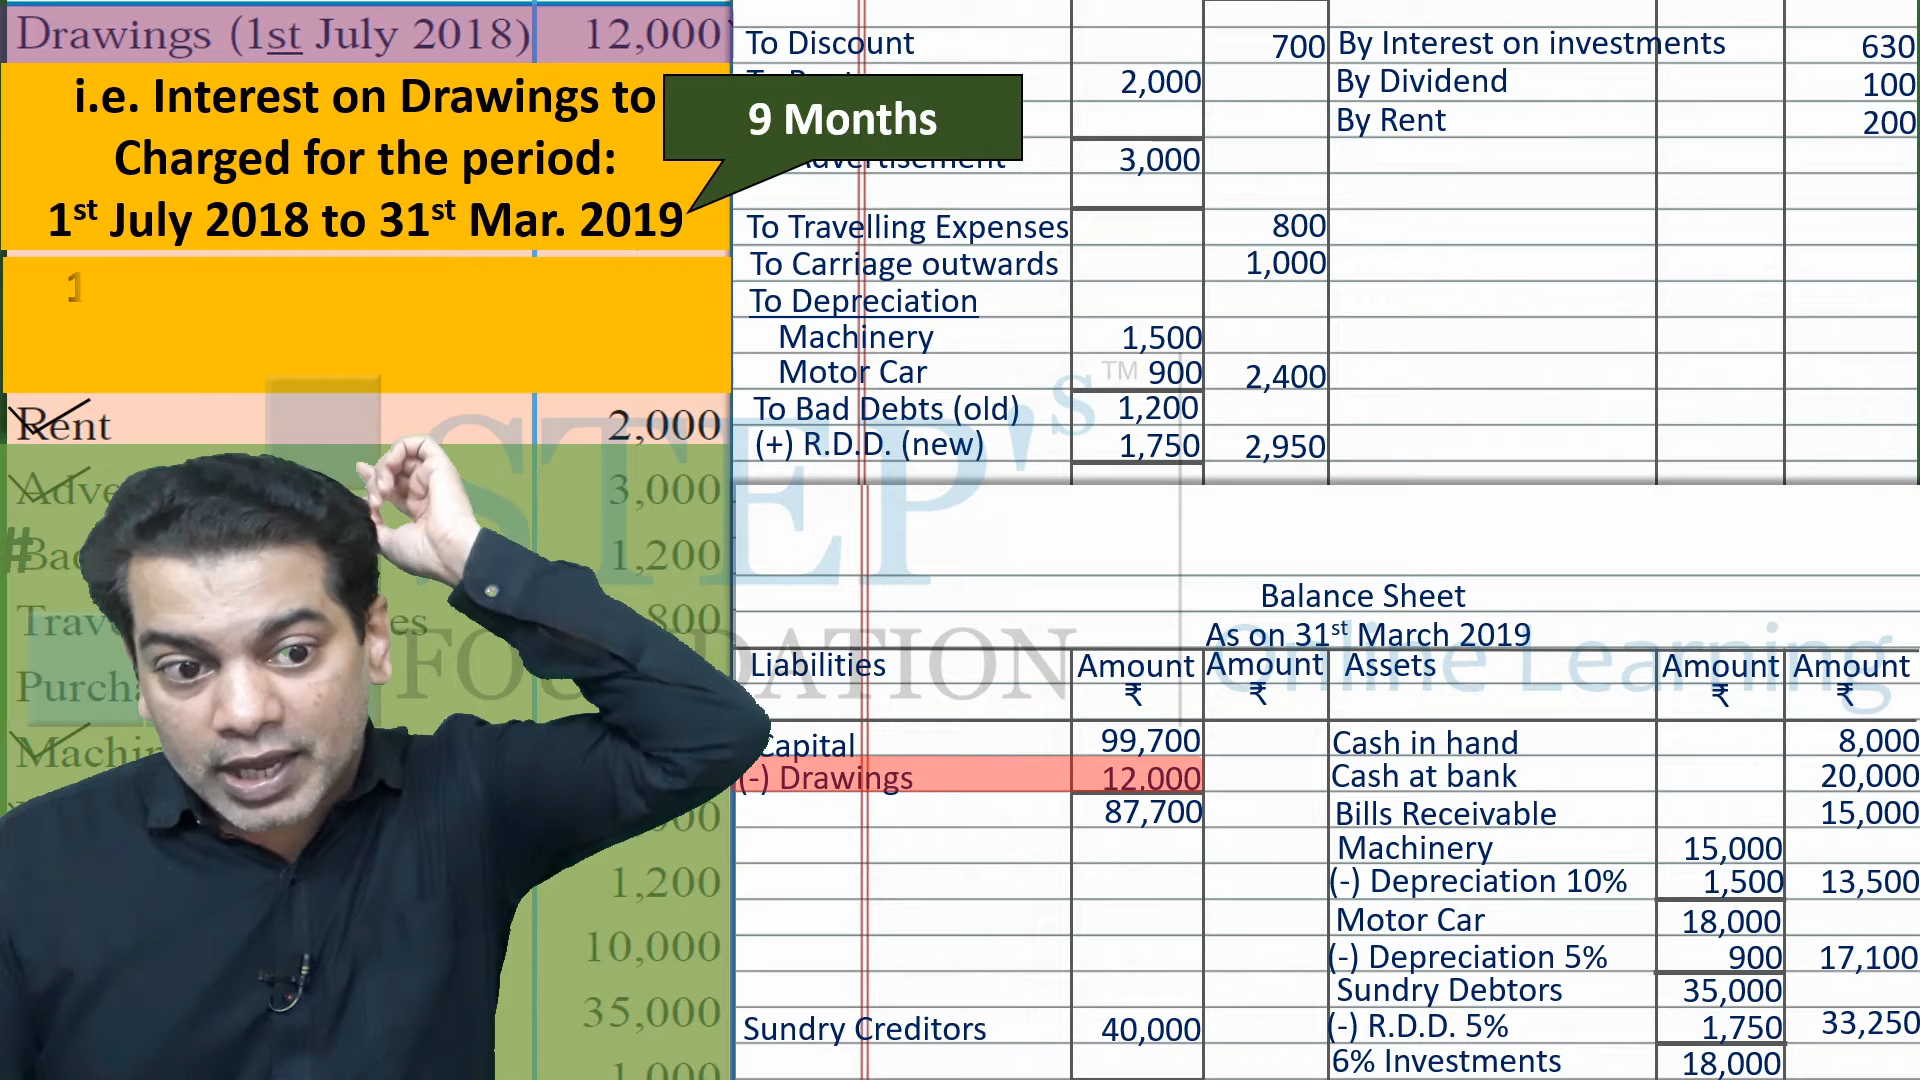 Drawings (1st July 2018) 12,000
i.e. Interest on Drawings to
Charged for the period:
1st July 2018 to 31st Mar. 2019
9 Months
1
Rent 2,000
3,000
1,200
800
1,200
10,000
35,000
1,000
To Discount 700 By Interest on investments 630
2,000 By Dividend 100
By Rent 200
3,000
To Travelling Expenses 800
To Carriage outwards 1,000
To Depreciation
Machinery 1,500
Motor Car 900 2,400
To Bad Debts (old) 1,200
(+) R.D.D. (new) 1,750 2,950
STEP's TM
FOUNDATION
Online Learning
Balance Sheet
As on 31st March 2019
Liabilities Amount Amount Assets Amount Amount
₹ ₹ ₹ ₹
Capital 99,700 Cash in hand 8,000
(-) Drawings 12,000 Cash at bank 20,000
87,700 Bills Receivable 15,000
Machinery 15,000
(-) Depreciation 10% 1,500 13,500
Motor Car 18,000
(-) Depreciation 5% 900 17,100
Sundry Debtors 35,000
Sundry Creditors 40,000 (-) R.D.D. 5% 1,750 33,250
6% Investments 18,000